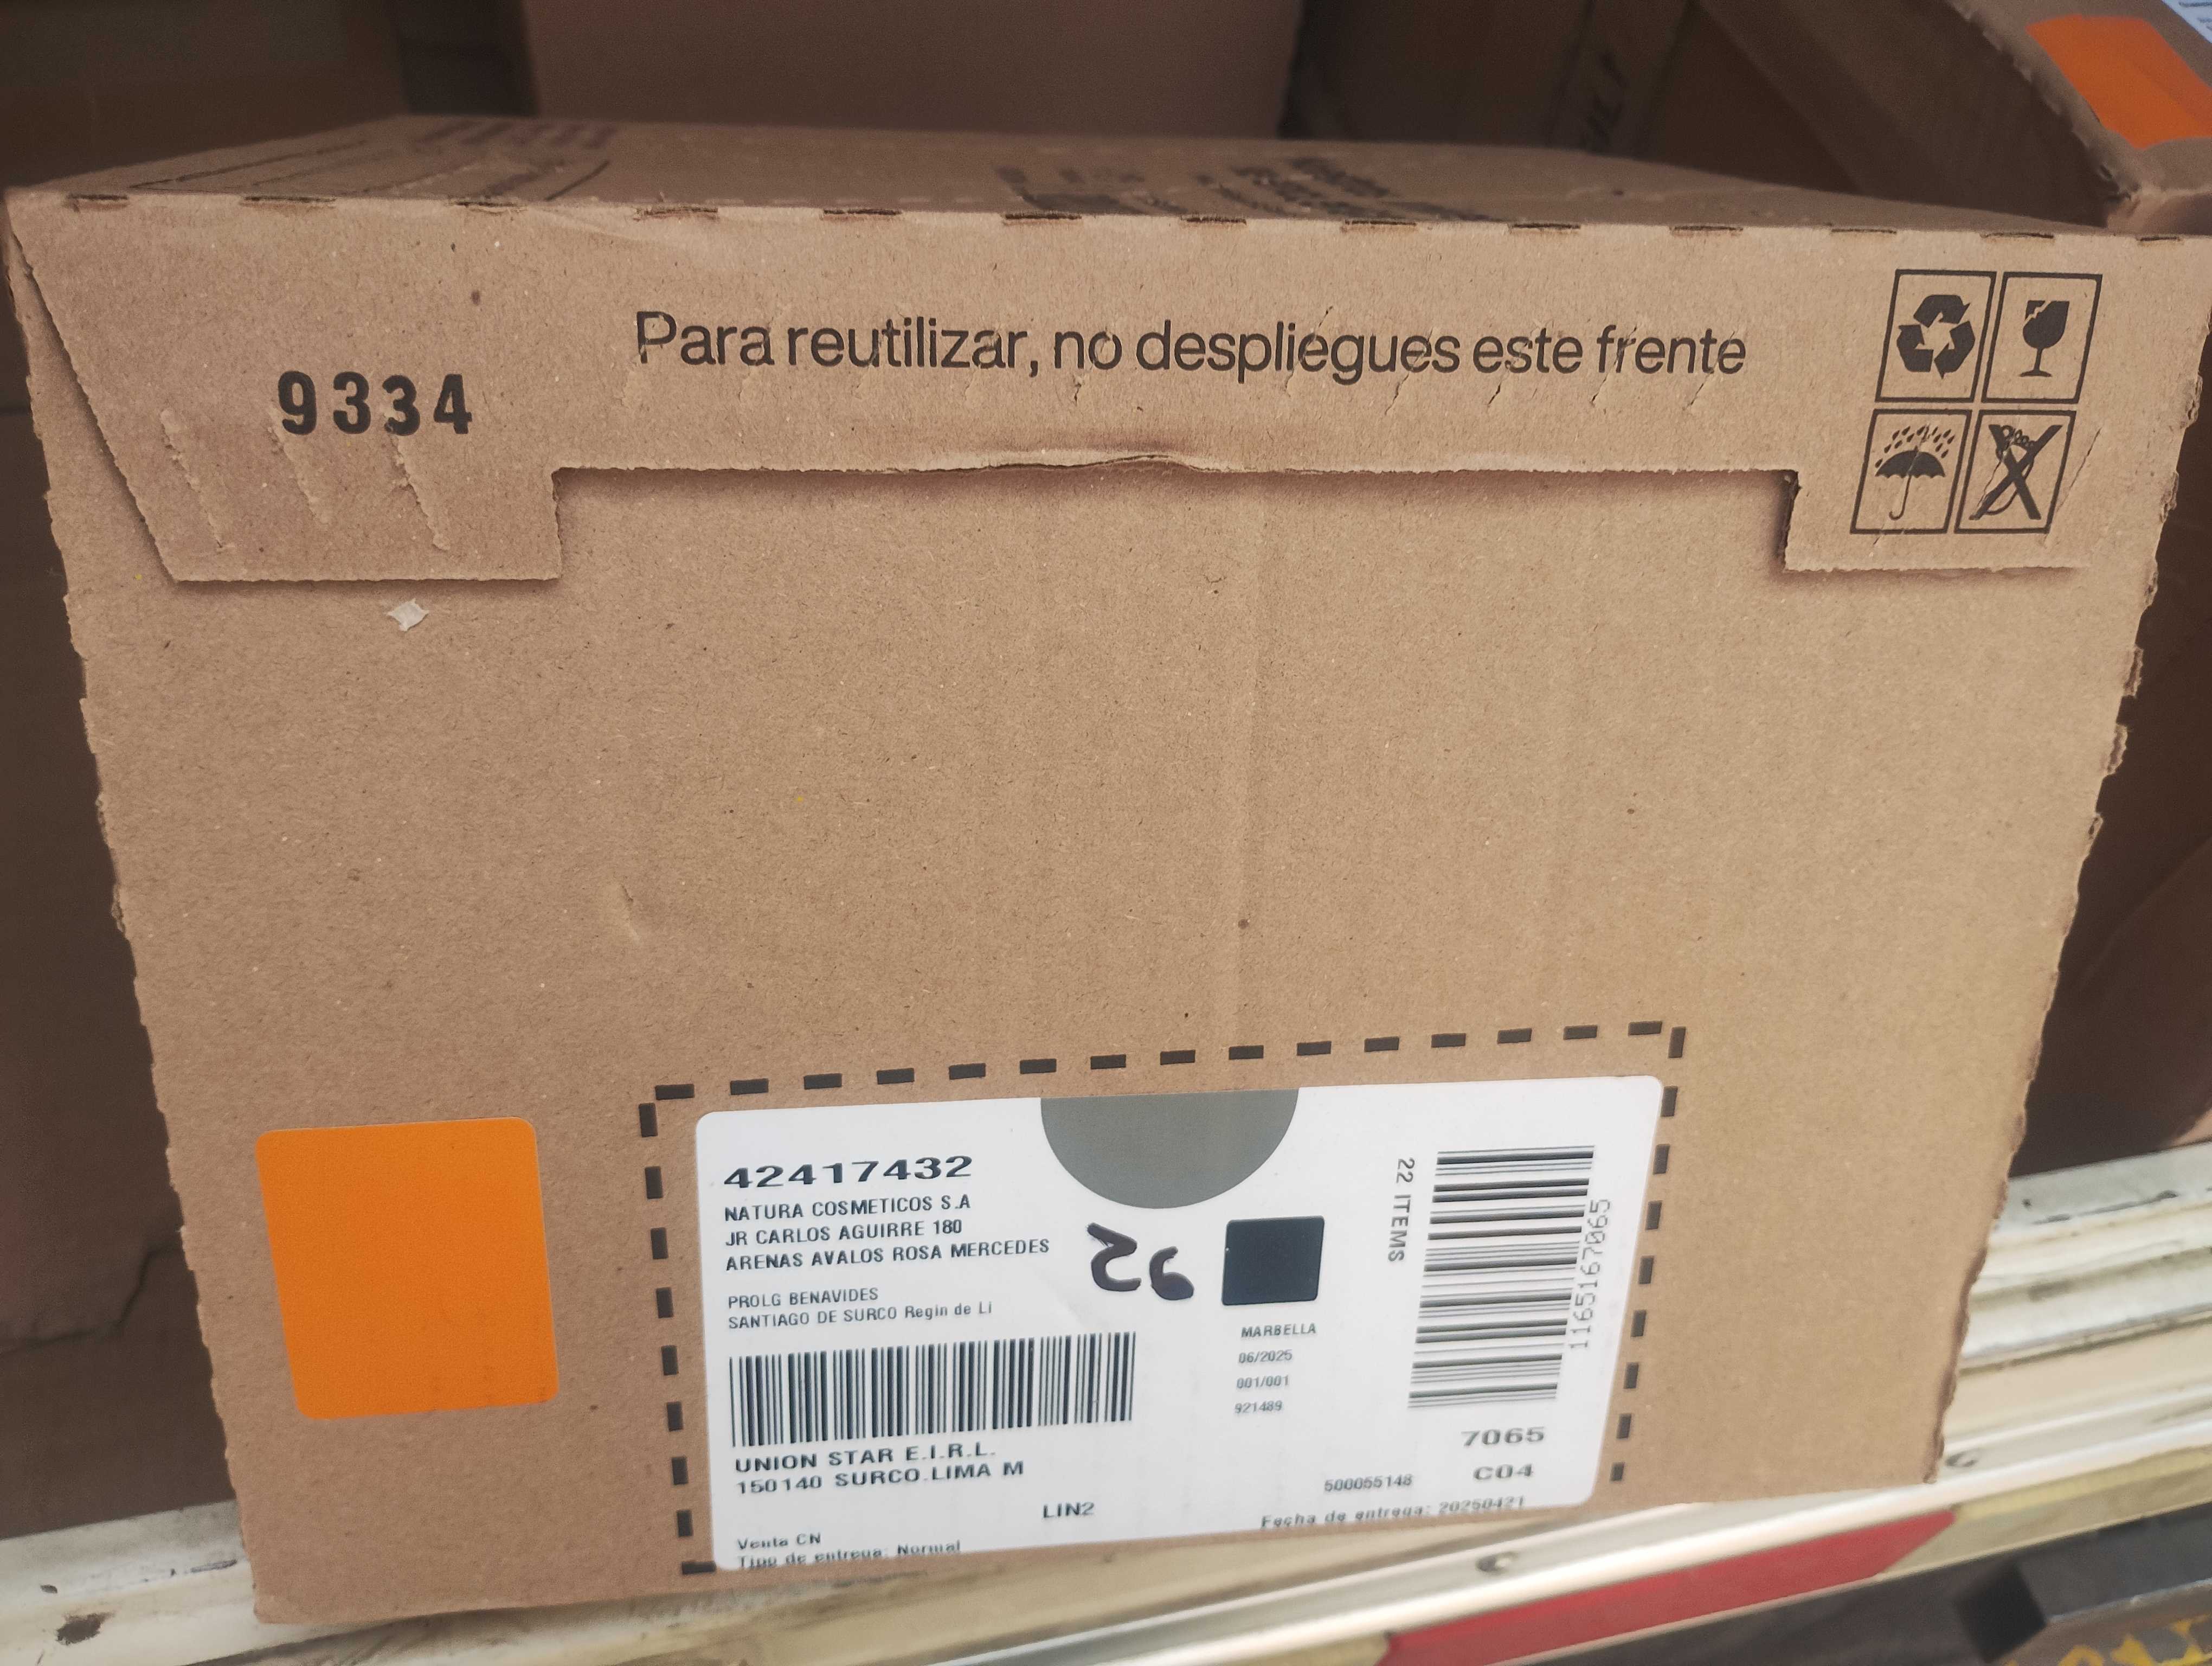 Para reutilizar, no despliegues este frente
9334
42417432
NATURA COSMETICOS S.A
JR CARLOS AGUIRRE 180
ARENAS AVALOS ROSA MERCEDES
PROLG BENAVIDES
SANTIAGO DE SURCO Regin de Li
UNION STAR E.I.R.L.
150140 SURCO.LIMA M
LIN2
Venta CN
Tipo de entrega: Normal
92
MARBELLA
06/2025
001/001
921489
22 ITEMS
1165167065
7065
C04
500055148
Fecha de entrega: 20250421